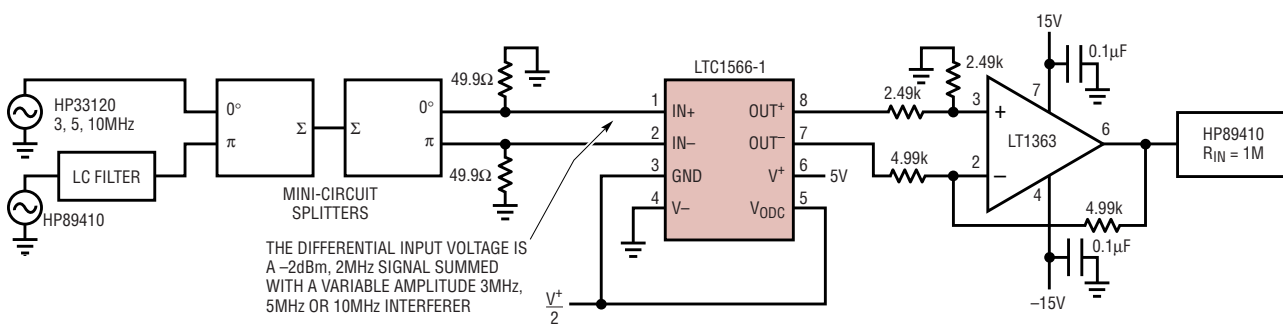 HP33120
3, 5, 10MHz
LC FILTER
HP89410
0°
π
Σ
Σ
0°
π
MINI-CIRCUIT
SPLITTERS
49.9Ω
49.9Ω
THE DIFFERENTIAL INPUT VOLTAGE IS
A –2dBm, 2MHz SIGNAL SUMMED
WITH A VARIABLE AMPLITUDE 3MHz,
5MHz OR 10MHz INTERFERER
V+
2
LTC1566-1
1
IN+
2
IN–
3
GND
4
V–
OUT+
8
OUT–
7
V+
6
5V
VODC
5
2.49k
2.49k
4.99k
15V
0.1µF
7
3
+
LT1363
6
2
–
4
4.99k
0.1µF
–15V
HP89410
RIN = 1M